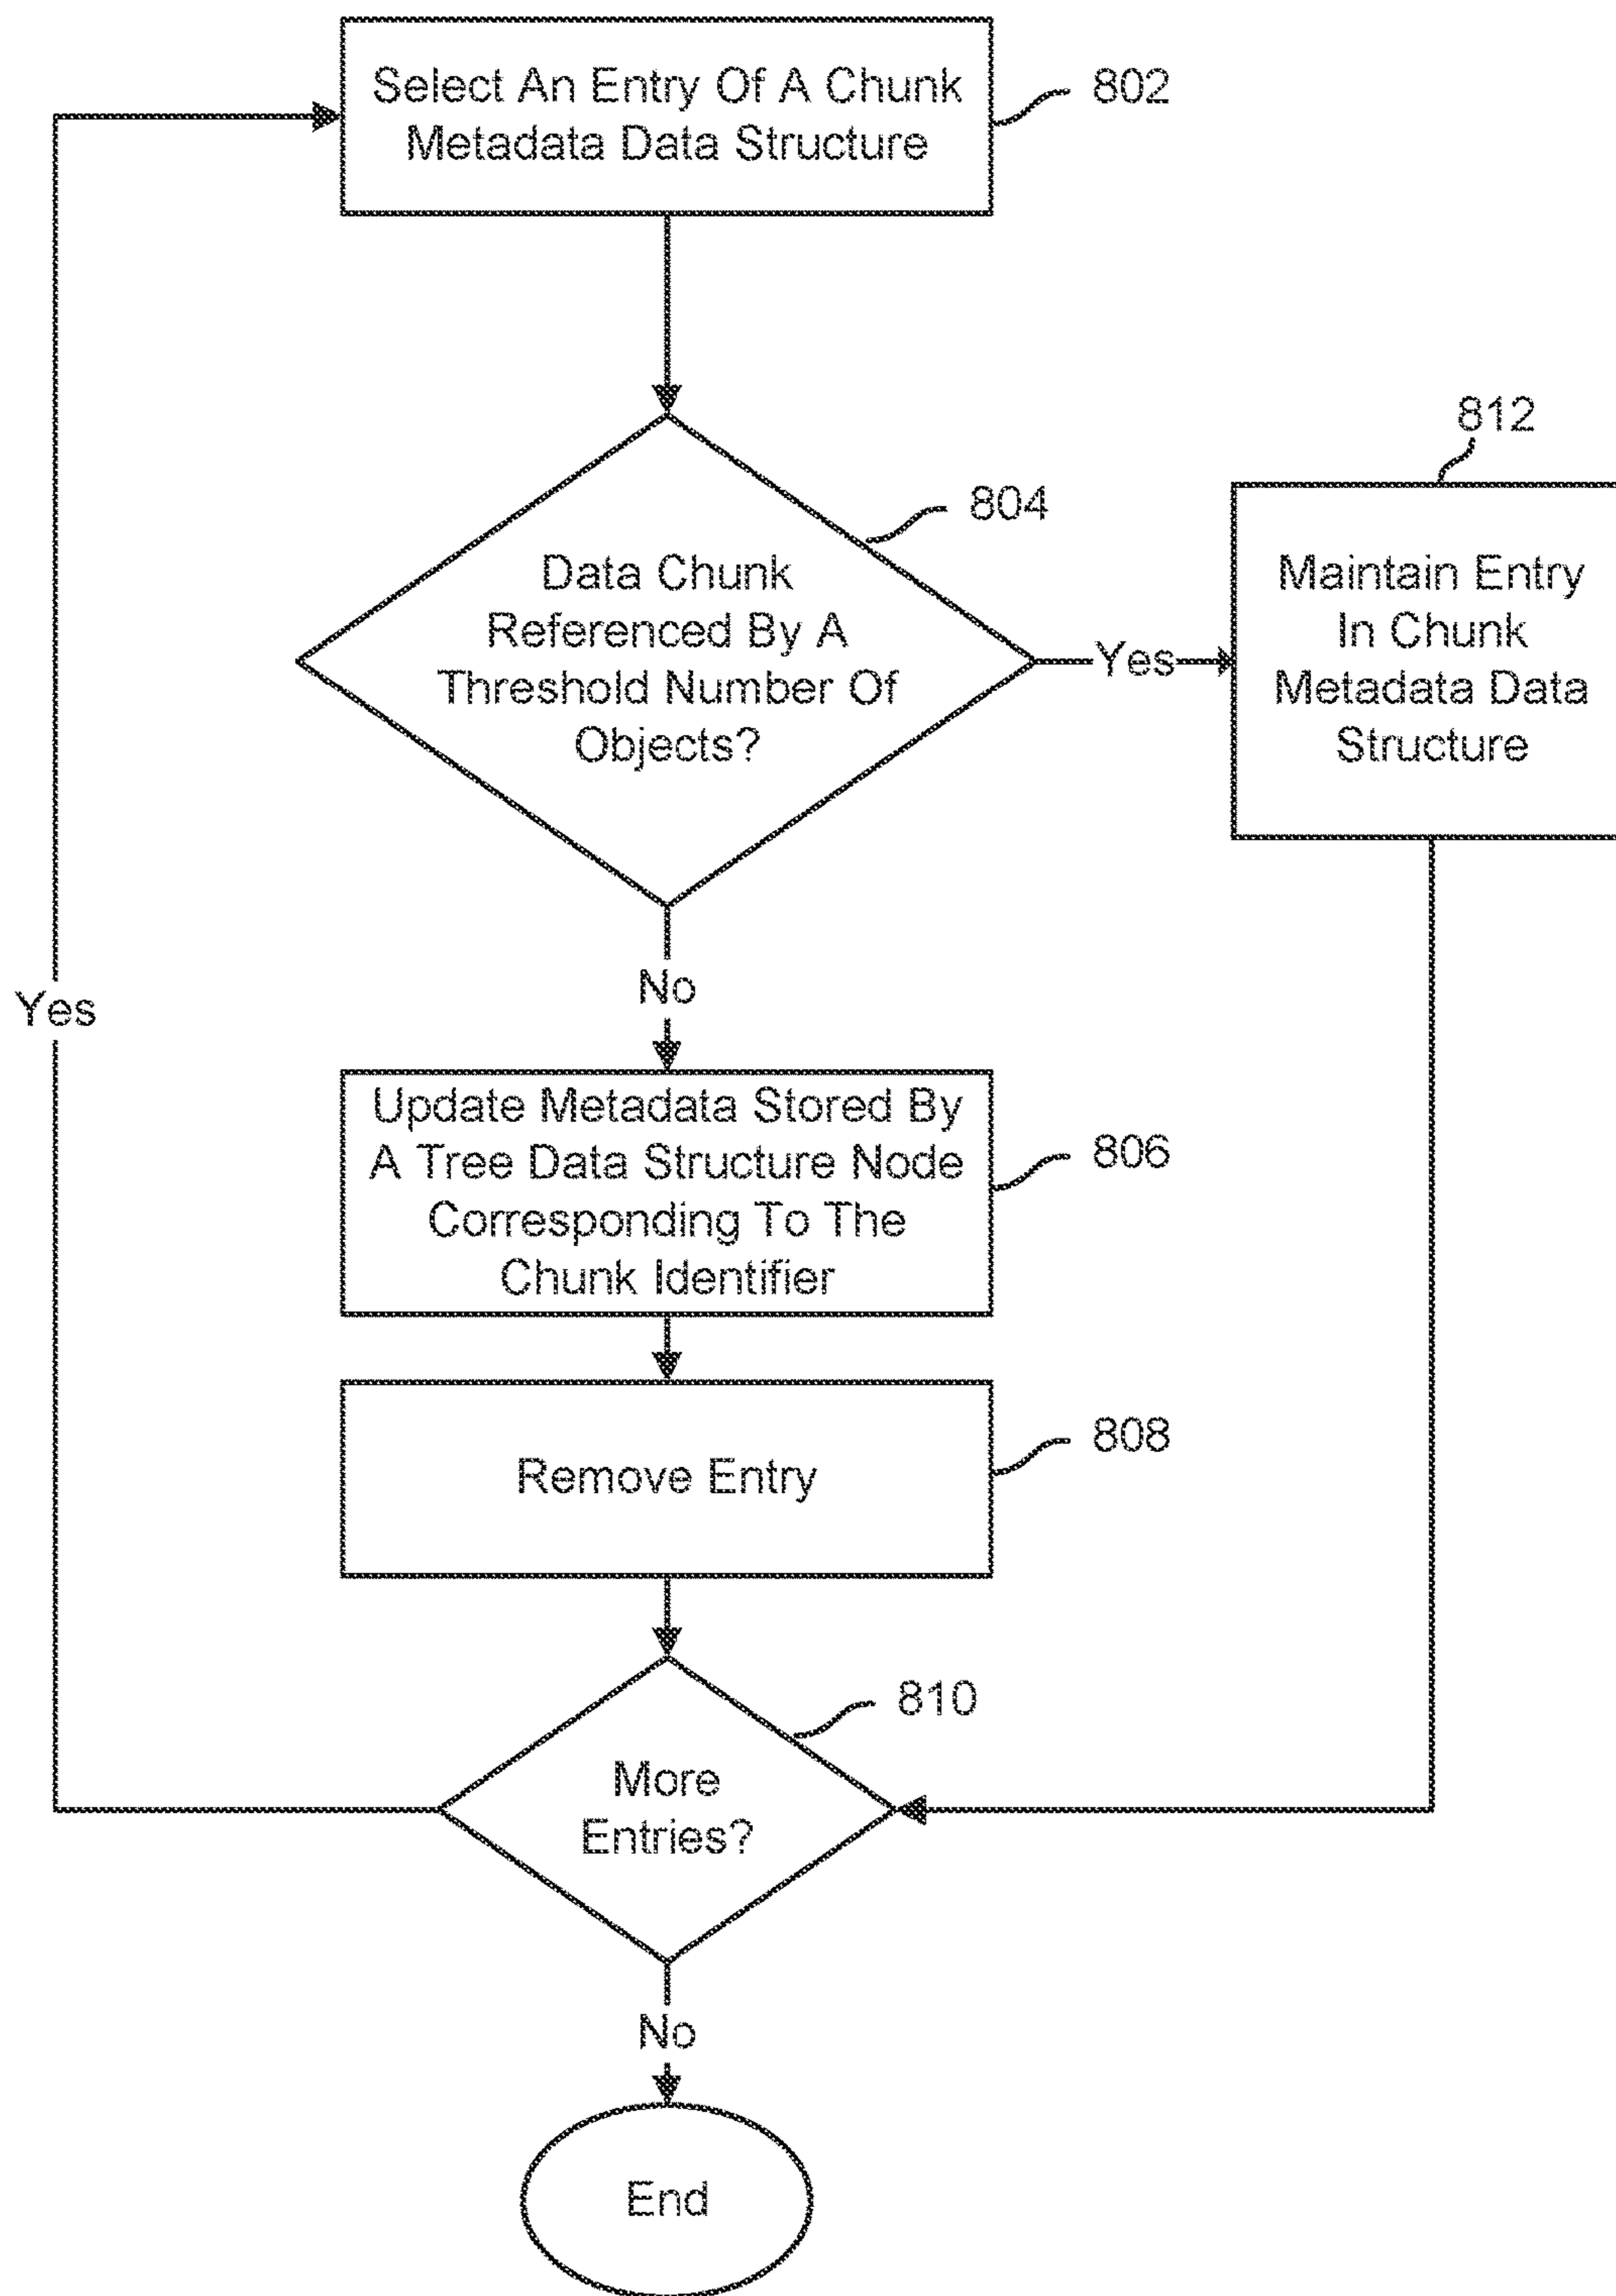 Select An Entry Of A Chunk
Metadata Data Structure
802
812
804
Data Chunk
Referenced By A
Threshold Number Of
Objects?
Yes
Maintain Entry
In Chunk
Metadata Data
Structure
No
Yes
Update Metadata Stored By
A Tree Data Structure Node
Corresponding To The
Chunk Identifier
806
Remove Entry
808
810
More
Entries?
No
End